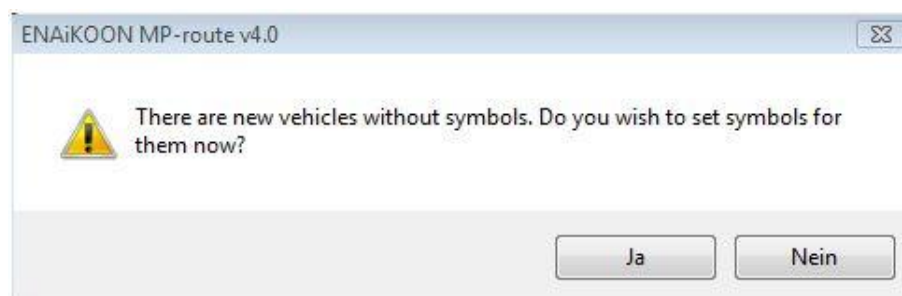 ENAiKOON MP-route v4.0
There are new vehicles without symbols. Do you wish to set symbols for
them now?
Ja
Nein